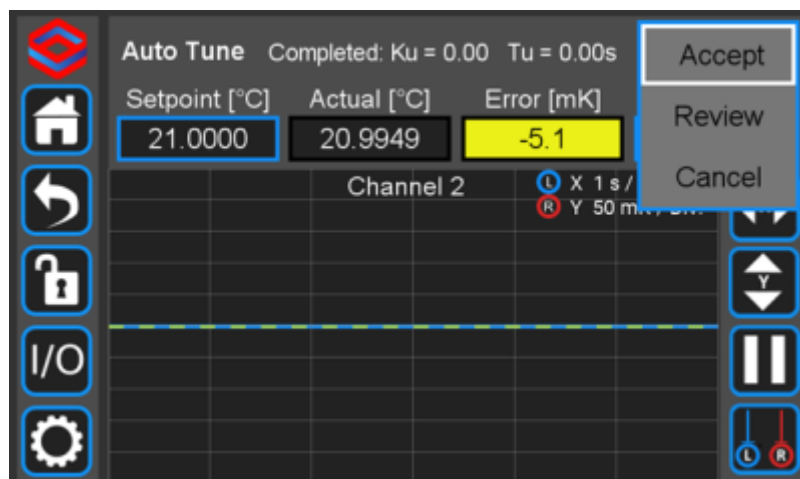 Auto Tune Completed: Ku = 0.00 Tu = 0.00s
Accept
Review
Cancel
Setpoint [°C] Actual [°C] Error [mK]
21.0000 20.9949 -5.1
Channel 2
L X 1 s /
R Y 50
I/O
Y
L R